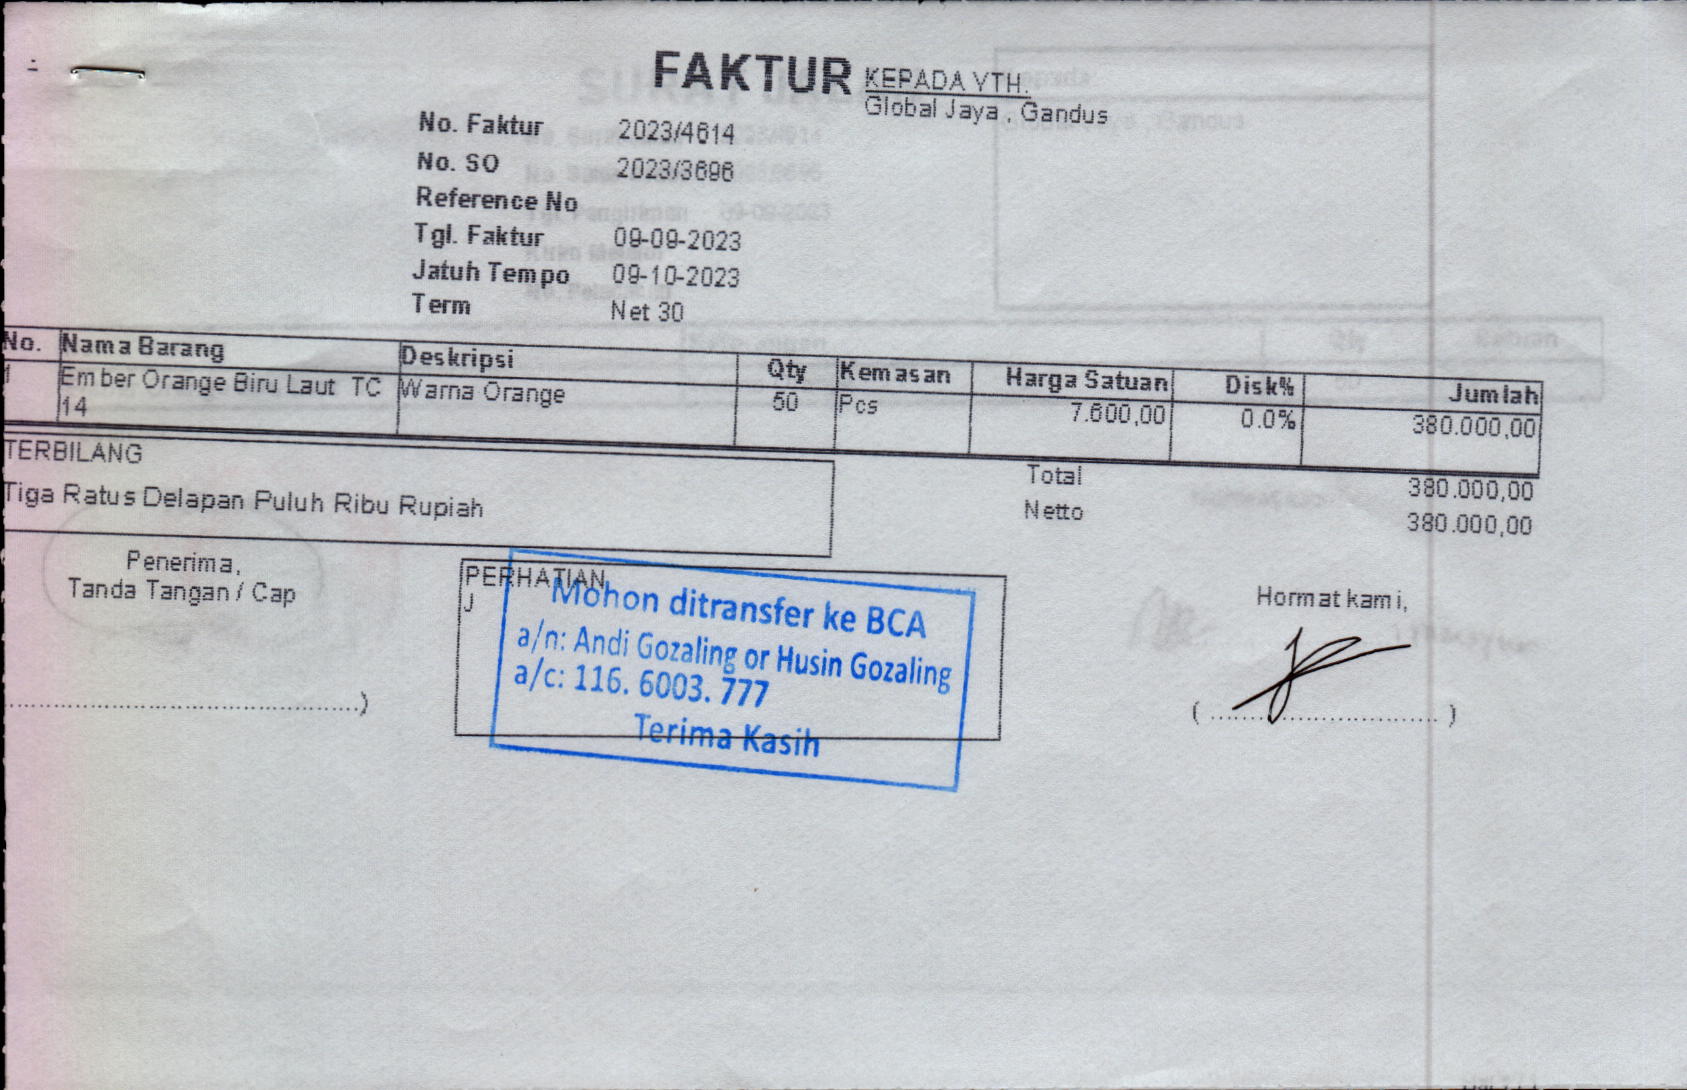 FAKTUR
KEPADA YTH.
Global Jaya , Gandus
No. Faktur 2023/4614
No. SO 2023/3696
Reference No
Tgl. Faktur 09-09-2023
Jatuh Tempo 09-10-2023
Term Net 30
No. Nama Barang Deskripsi Qty Kemasan Harga Satuan Disk% Jumlah
1 Ember Orange Biru Laut TC Warna Orange 50 Pcs 7.600,00 0.0% 380.000,00
14
TERBILANG
Tiga Ratus Delapan Puluh Ribu Rupiah
Total 380.000,00
Netto 380.000,00
Penerima,
Tanda Tangan / Cap
...........................................)
PERHATIAN
J
Mohon ditransfer ke BCA
a/n: Andi Gozaling or Husin Gozaling
a/c: 116. 6003. 777
Terima Kasih
Hormat kami,
( .................................. )